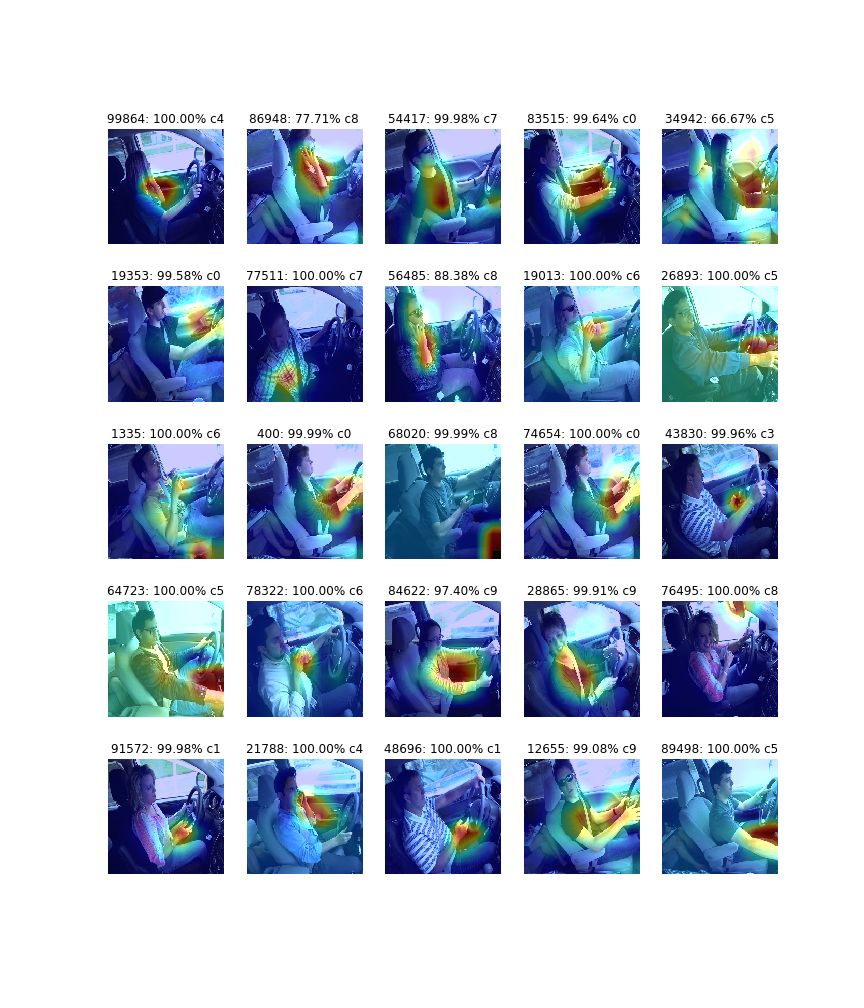 99864: 100.00% c4 86948: 77.71% c8 54417: 99.98% c7 83515: 99.64% c0 34942: 66.67% c5
19353: 99.58% c0 77511: 100.00% c7 56485: 88.38% c8 19013: 100.00% c6 26893: 100.00% c5
1335: 100.00% c6 400: 99.99% c0 68020: 99.99% c8 74654: 100.00% c0 43830: 99.96% c3
64723: 100.00% c5 78322: 100.00% c6 84622: 97.40% c9 28865: 99.91% c9 76495: 100.00% c8
91572: 99.98% c1 21788: 100.00% c4 48696: 100.00% c1 12655: 99.08% c9 89498: 100.00% c5